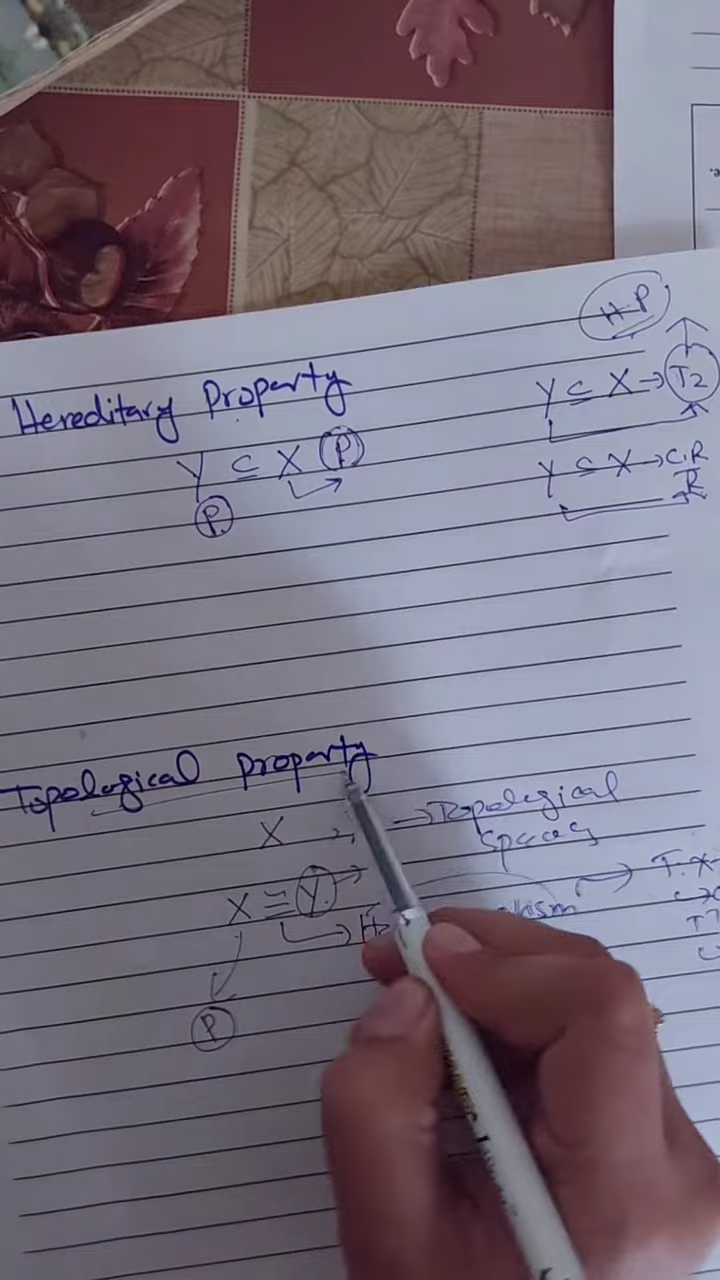 H.P
Hereditary Property
Y ⊆ X → T2
Y ⊆ X P
Y ⊆ X → C.R
R
P
Topological property
X , → Topological
Spaces
X ≅ Y →
→ T.X
P